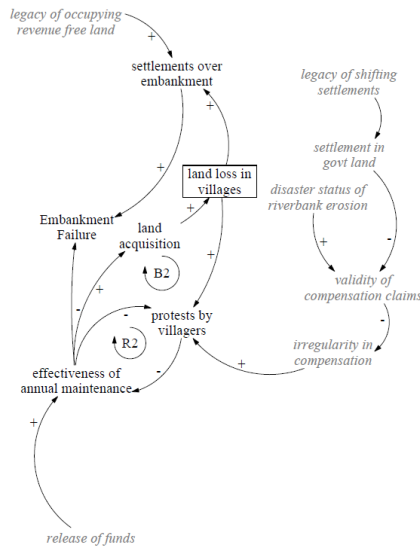 legacy of occupying
revenue free land
+
settlements over
embankment
legacy of shifting
settlements
+
settlement in
govt land
+
land loss in
villages
disaster status of
riverbank erosion
Embankment
Failure
land
acquisition
+
+
-
B2
+
validity of
compensation claims
-
+
-
protests by
villagers
-
R2
irregularity in
compensation
effectiveness of
annual maintenance
-
+
+
release of funds